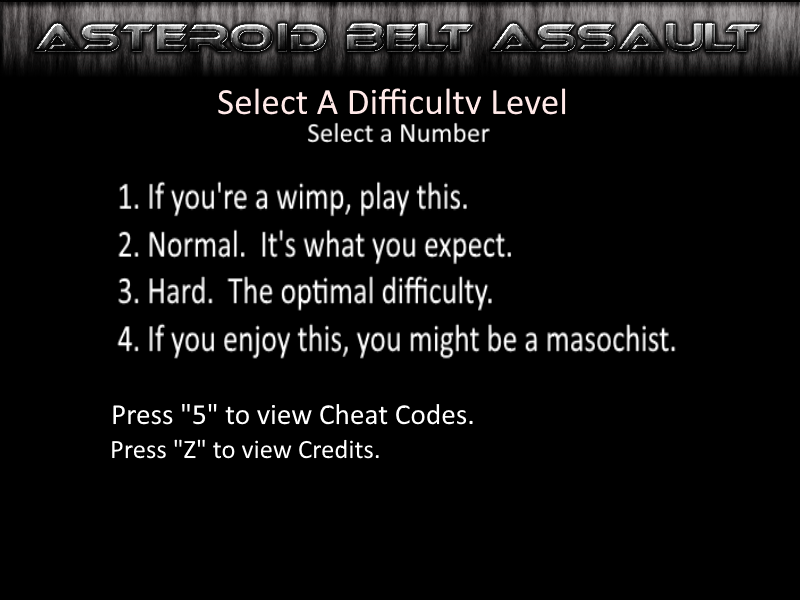 ASTEROID BELT ASSAULT
Select A Difficulty Level
Select a Number
1. If you're a wimp, play this.
2. Normal.  It's what you expect.
3. Hard.  The optimal difficulty.
4. If you enjoy this, you might be a masochist.
Press "5" to view Cheat Codes.
Press "Z" to view Credits.